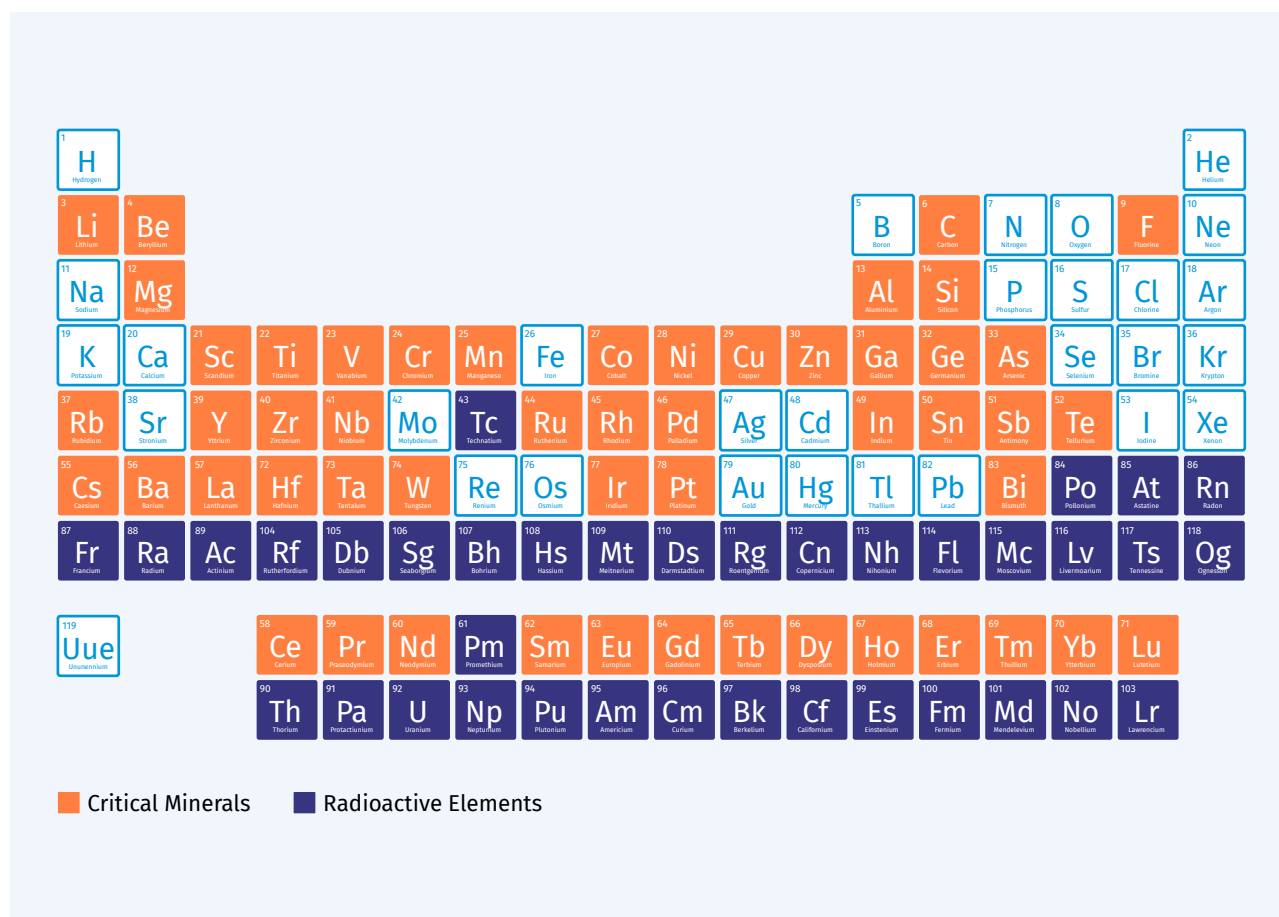 1 2
H He
Hydrogen Helium
3 4 5 6 7 8 9 10
Li Be B C N O F Ne
Lithium Beryllium Boron Carbon Nitrogen Oxygen Fluorine Neon
11 12 13 14 15 16 17 18
Na Mg Al Si P S Cl Ar
Sodium Magnesium Aluminium Silicon Phosphorus Sulfur Chlorine Argon
19 20 21 22 23 24 25 26 27 28 29 30 31 32 33 34 35 36
K Ca Sc Ti V Cr Mn Fe Co Ni Cu Zn Ga Ge As Se Br Kr
Potassium Calcium Scandium Titanium Vanabium Chromium Manganese Iron Cobalt Nickel Copper Zinc Gallium Germanium Arsenic Selenium Bromine Krypton
37 38 39 40 41 42 43 44 45 46 47 48 49 50 51 52 53 54
Rb Sr Y Zr Nb Mo Tc Ru Rh Pd Ag Cd In Sn Sb Te I Xe
Rubidium Stronium Yttrium Zirconium Niobium Molybdenum Technatium Ruthenium Rhodium Palladium Silver Cadmium Indium Tin Antimony Tellurium Iodine Xenon
55 56 57 72 73 74 75 76 77 78 79 80 81 82 83 84 85 86
Cs Ba La Hf Ta W Re Os Ir Pt Au Hg Tl Pb Bi Po At Rn
Caesium Barium Lanthanum Hafnium Tantalum Tungsten Renium Osmium Iridium Platinum Gold Mercury Thallium Lead Bismuth Pollonium Astatine Radon
87 88 89 104 105 106 107 108 109 110 111 112 113 114 115 116 117 118
Fr Ra Ac Rf Db Sg Bh Hs Mt Ds Rg Cn Nh Fl Mc Lv Ts Og
Francium Radium Actinium Rutherfordium Dubnium Seaborgium Bohrium Hassium Meitnerium Darmstadtium Roentgenium Copernicium Nihonium Flevorium Moscovium Livermoarium Tennessine Ognesson
119 58 59 60 61 62 63 64 65 66 67 68 69 70 71
Uue Ce Pr Nd Pm Sm Eu Gd Tb Dy Ho Er Tm Yb Lu
Ununennium Cerium Praseodymium Neodymium Promethium Samarium Europium Gadolinium Terbium Dysposium Holmium Erbium Thullium Ytterbium Lutetium
90 91 92 93 94 95 96 97 98 99 100 101 102 103
Th Pa U Np Pu Am Cm Bk Cf Es Fm Md No Lr
Thorium Protactiunium Uranium Neptunium Plutonium Americium Curium Berkelium Californium Einstenium Fermium Mendelevium Nobellium Lawrencium
Critical Minerals Radioactive Elements